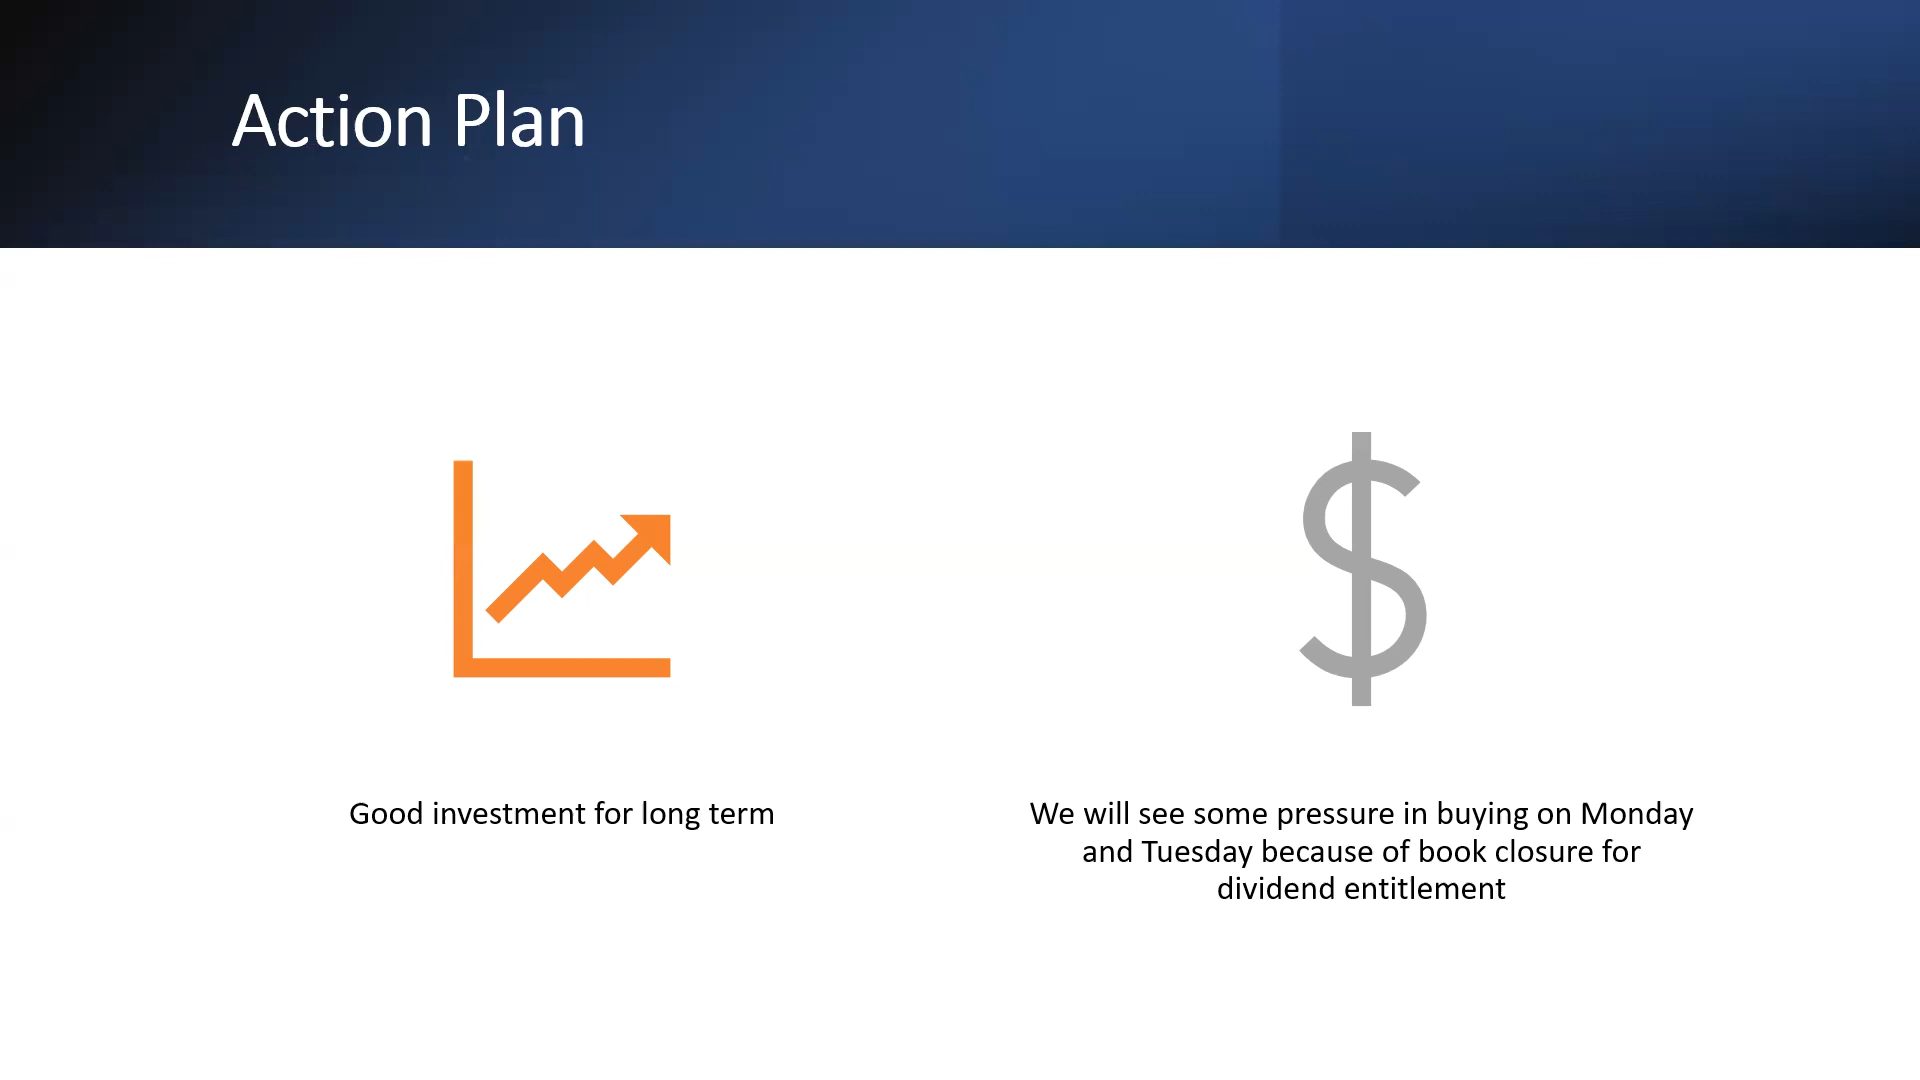 Action Plan
Good investment for long term
We will see some pressure in buying on Monday
and Tuesday because of book closure for
dividend entitlement